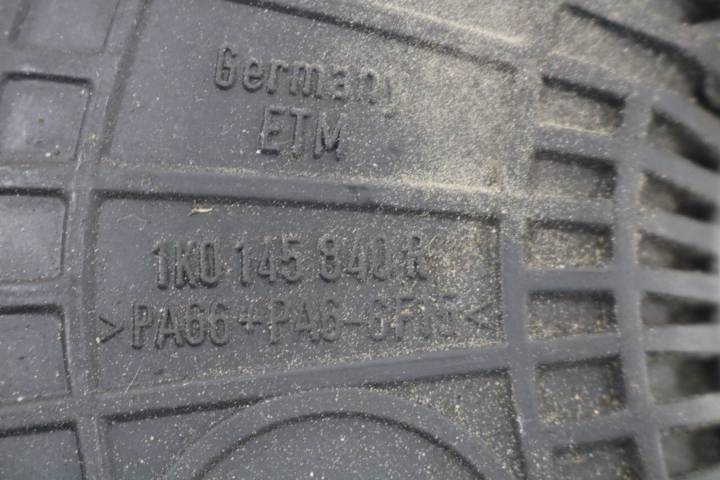 Germany
ETM
1K0 145 840 R
>PA66+PA6-GF15<